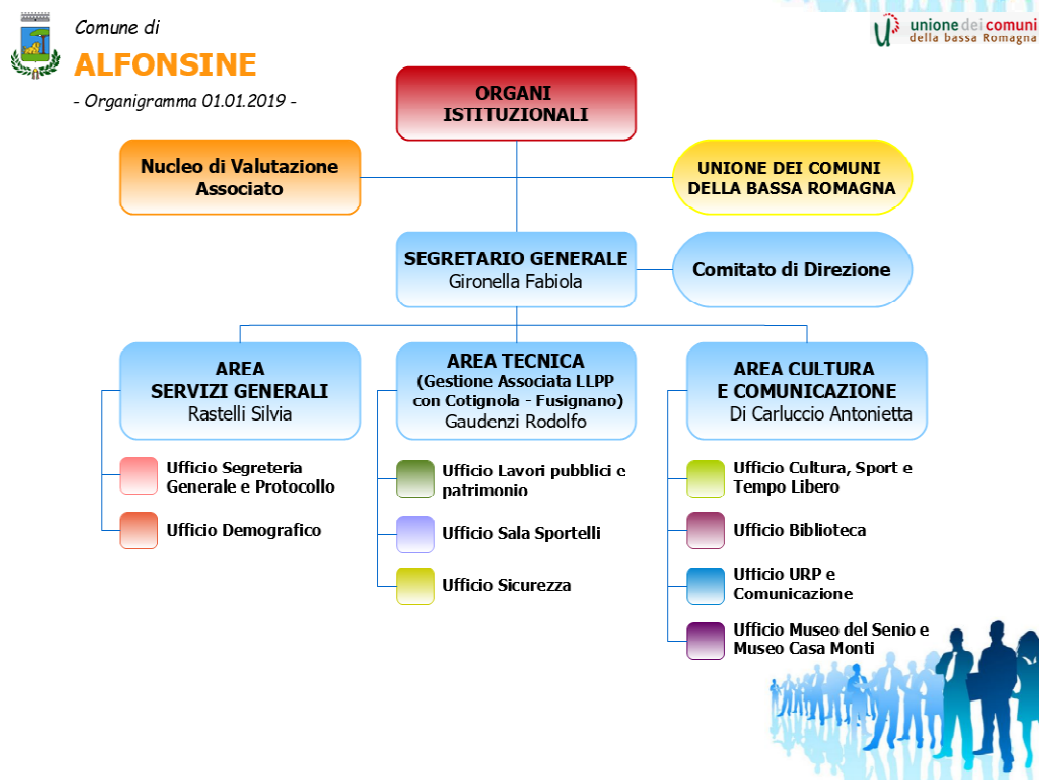 Comune di
ALFONSINE
- Organigramma 01.01.2019 -
unione dei comuni
della bassa Romagna
ORGANI
ISTITUZIONALI
Nucleo di Valutazione
Associato
UNIONE DEI COMUNI
DELLA BASSA ROMAGNA
SEGRETARIO GENERALE
Gironella Fabiola
Comitato di Direzione
AREA
SERVIZI GENERALI
Rastelli Silvia
AREA TECNICA
(Gestione Associata LLPP
con Cotignola - Fusignano)
Gaudenzi Rodolfo
AREA CULTURA
E COMUNICAZIONE
Di Carluccio Antonietta
Ufficio Segreteria
Generale e Protocollo
Ufficio Demografico
Ufficio Lavori pubblici e
patrimonio
Ufficio Sala Sportelli
Ufficio Sicurezza
Ufficio Cultura, Sport e
Tempo Libero
Ufficio Biblioteca
Ufficio URP e
Comunicazione
Ufficio Museo del Senio e
Museo Casa Monti